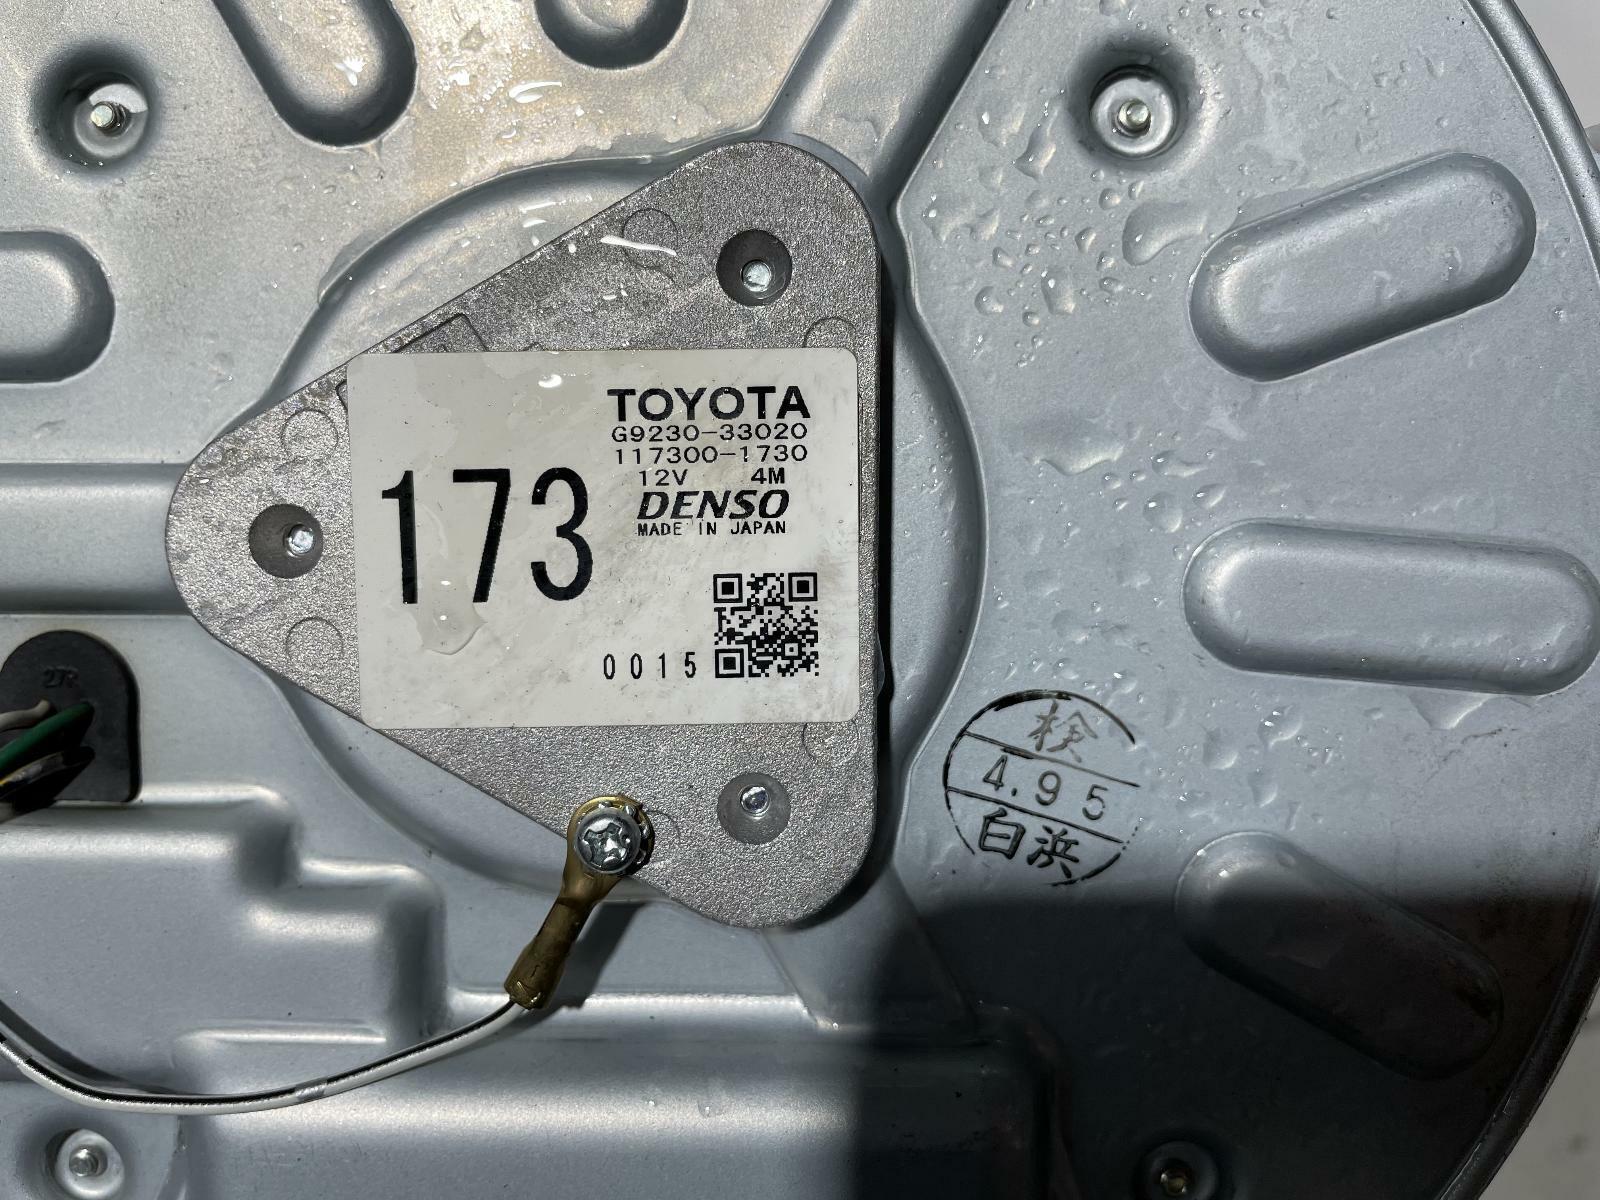 TOYOTA
G9230-33020
117300-1730
12V 4M
DENSO
MADE IN JAPAN
173
0015
検
4.95
白浜